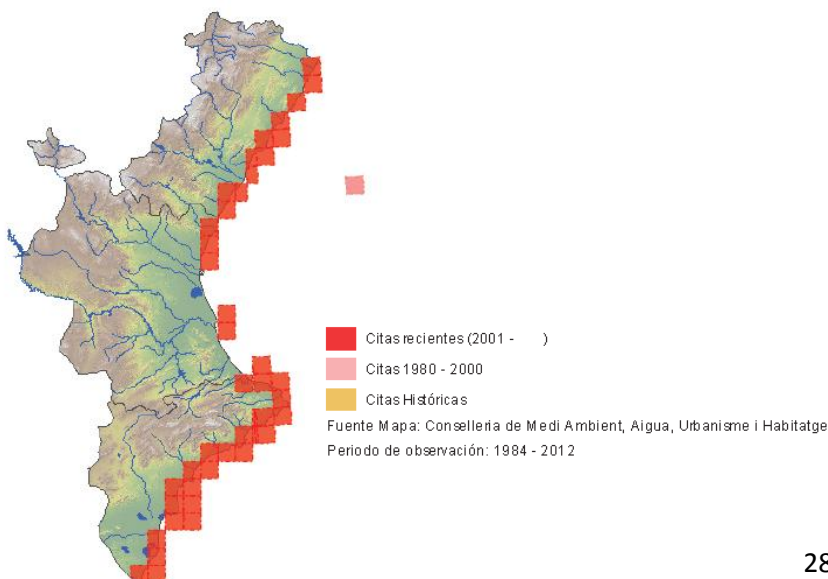 Citas recientes (2001 - )
Citas 1980 - 2000
Citas Históricas
Fuente Mapa: Conselleria de Medi Ambient, Aigua, Urbanisme i Habitatge
Periodo de observación: 1984 - 2012
28